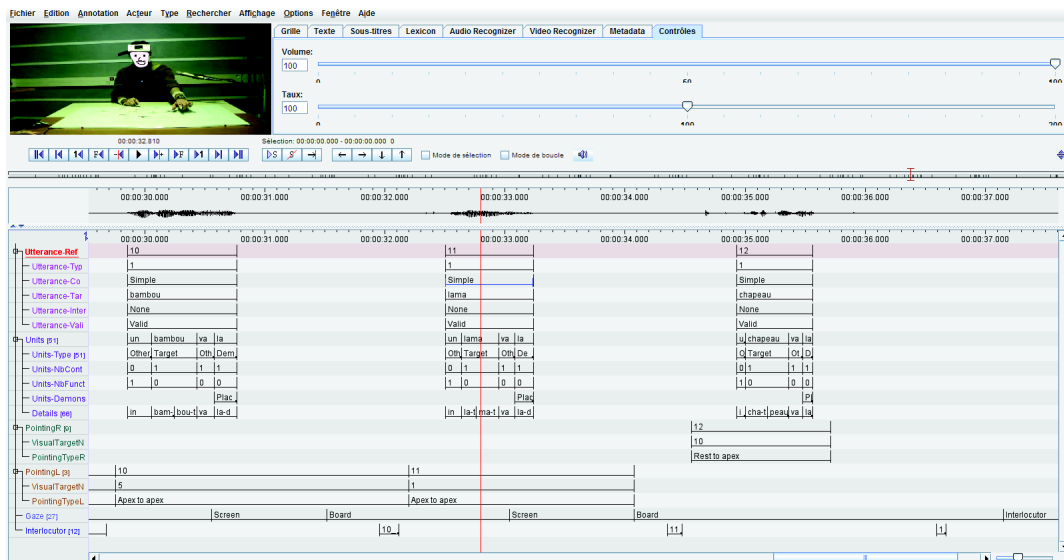 Fichier Edition Annotation Acteur Type Rechercher Affichage Options Fenêtre Aide
Grille Texte Sous-titres Lexicon Audio Recognizer Video Recognizer Metadata Contrôles
Volume:
100
0 50 100
Taux:
100
0 100 200
00:00:32.810
Sélection: 00:00:00.000 - 00:00:00.000 0
Mode de sélection Mode de boucle
00:00:30.000 00:00:31.000 00:00:32.000 00:00:33.000 00:00:34.000 00:00:35.000 00:00:36.000 00:00:37.000
00:00:30.000 00:00:31.000 00:00:32.000 00:00:33.000 00:00:34.000 00:00:35.000 00:00:36.000 00:00:37.000
Utterance-Ref 10 11 12
Utterance-Typ 1 1 1
Utterance-Co Simple Simple Simple
Utterance-Tar bambou lama chapeau
Utterance-Inter None None None
Utterance-Vali Valid Valid Valid
Units [51] un bambou va la un lama va la u chapeau va la
Units-Type [51] Other Target Oth Dem Oth Target Oth De O Target Ot D
Units-NbCont 0 1 1 1 0 1 1 1 0 1 1 1
Units-NbFunct 1 0 0 0 1 0 0 0 1 0 0 0
Units-Demons Plac Plac Pl
Details [66] in bam- bou-t va la-d in la-t ma-t va la-d i cha-t peau va la
PointingR [9] 12
VisualTargetN 10
PointingTypeR Rest to apex
PointingL [3] 10 11
VisualTargetN 5 1
PointingTypeL Apex to apex Apex to apex
Gaze [27] Screen Board Screen Board Interlocutor
Interlocutor [12] 10 11 1